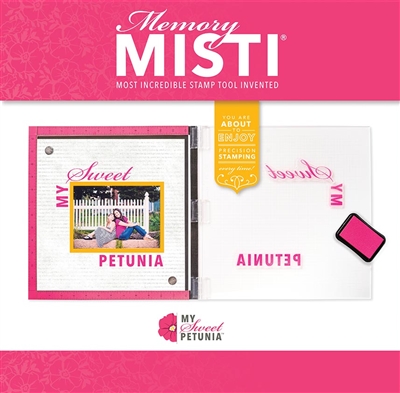 Memory
MISTI®
MOST INCREDIBLE STAMP TOOL INVENTED
YOU ARE
ABOUT
TO
ENJOY
PRECISION
STAMPING
every time
MY Sweet
PETUNIA
Sweet
MY
PETUNIA
MY
Sweet
PETUNIA™